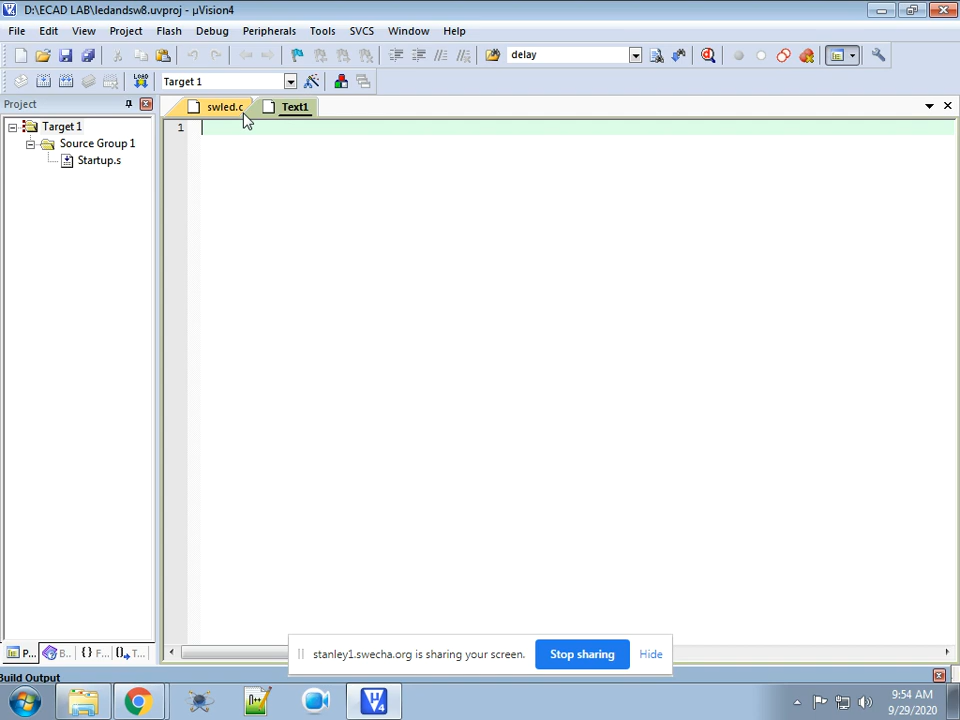 D:\ECAD LAB\ledandsw8.uvproj - µVision4
File Edit View Project Flash Debug Peripherals Tools SVCS Window Help
delay
LOAD
Target 1
Project
swled.c Text1
1
Target 1
Source Group 1
Startup.s
stanley1.swecha.org is sharing your screen. Stop sharing Hide
P... B... {} F... T...
Build Output
9:54 AM
9/29/2020